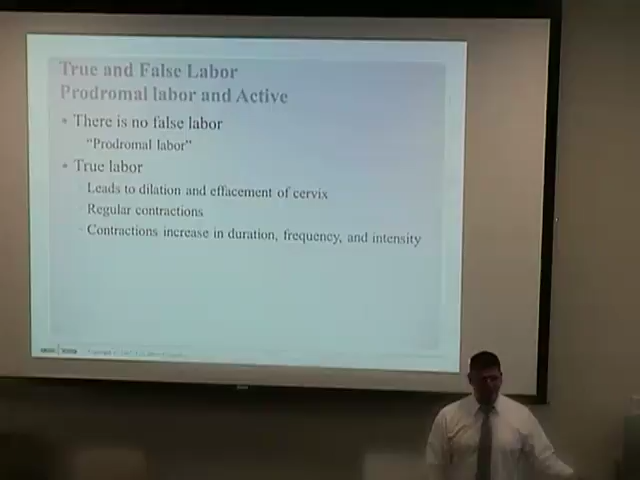 True and False Labor
Prodromal labor and Active
• There is no false labor
"Prodromal labor"
• True labor
Leads to dilation and effacement of cervix
Regular contractions
Contractions increase in duration, frequency, and intensity